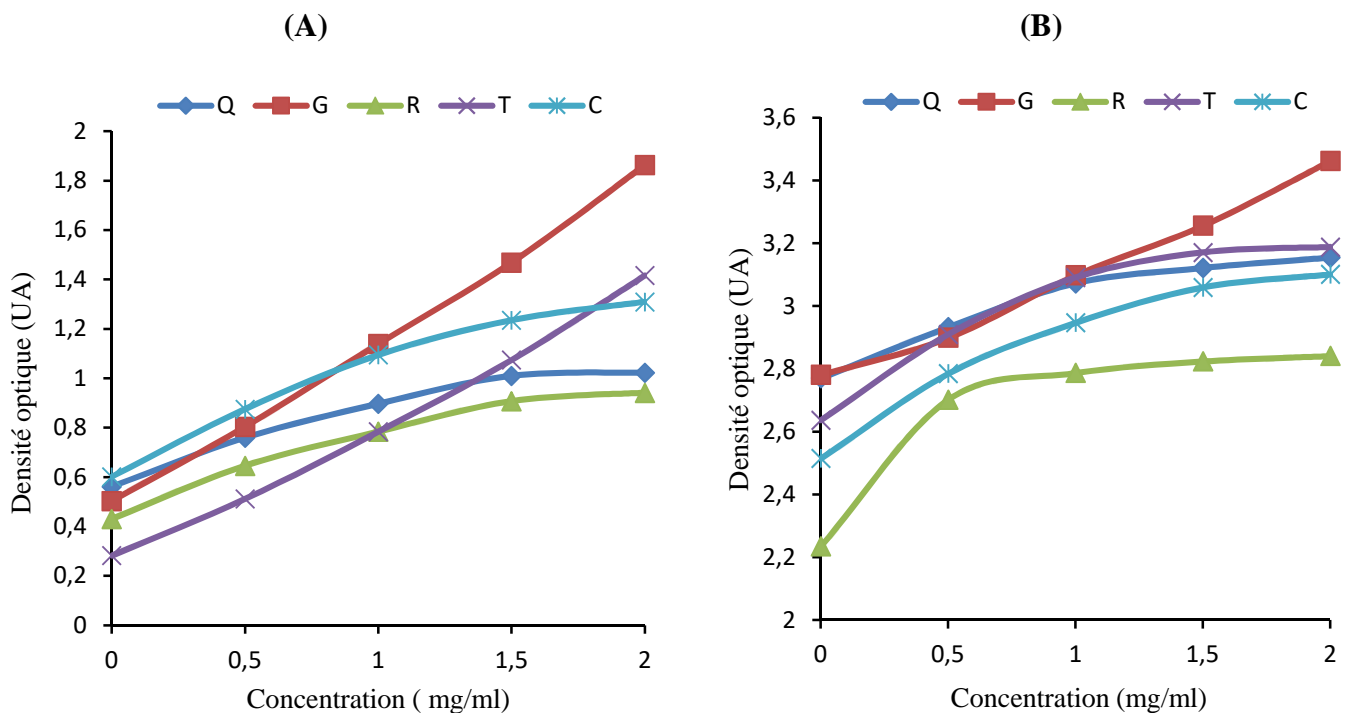 (A)
Q G R T C
2
1,8
1,6
1,4
1,2
1
0,8
0,6
0,4
0,2
0
0 0,5 1 1,5 2
Densité optique (UA)
Concentration ( mg/ml)
(B)
Q G R T C
3,6
3,4
3,2
3
2,8
2,6
2,4
2,2
2
0 0,5 1 1,5 2
Densité optique (UA)
Concentration (mg/ml)